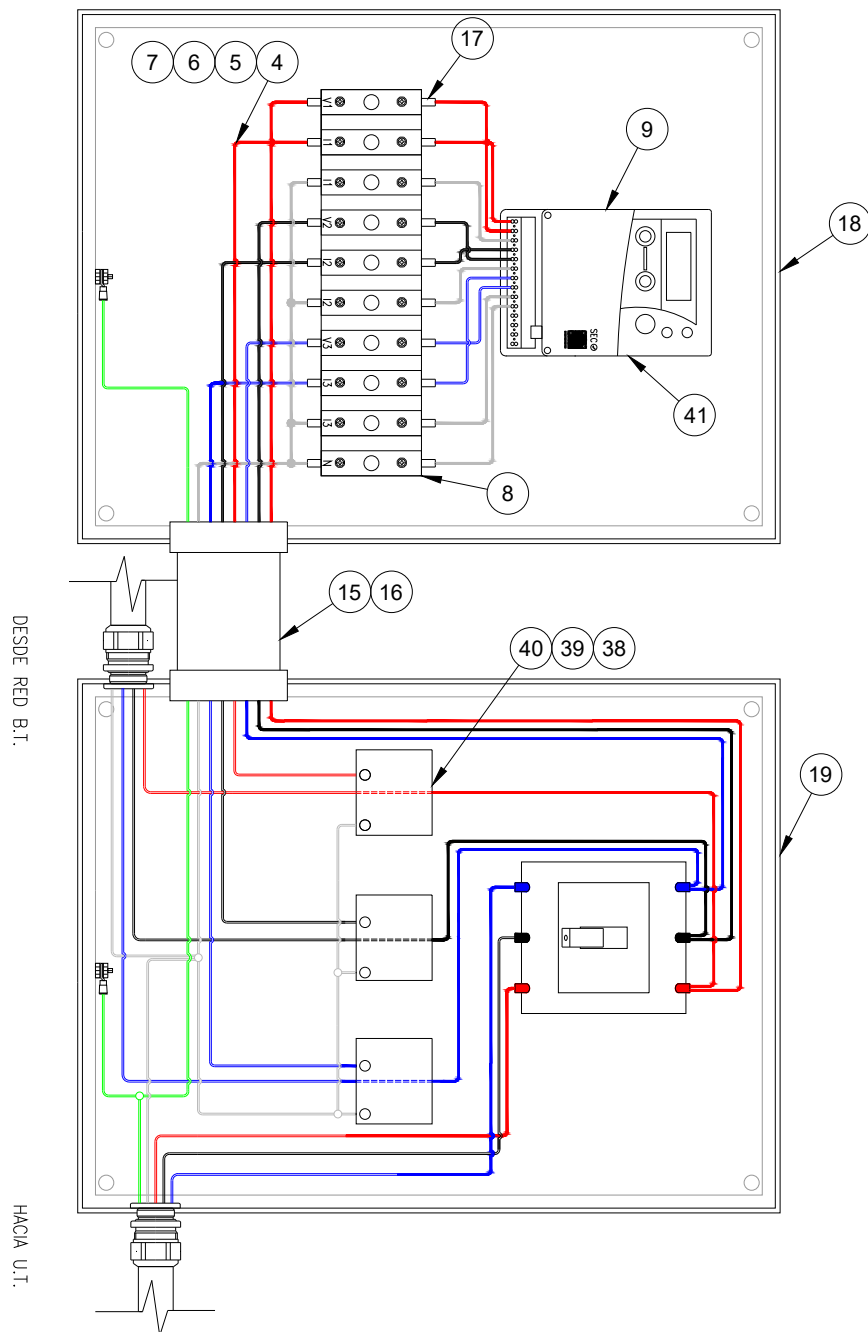 7 6 5 4
17
9
18
V1
I1
I1
V2
I2
I2
V3
I3
I3
N
SEC
41
8
15 16
40 39 38
19
DESDE RED B.T.
HACIA U.T.